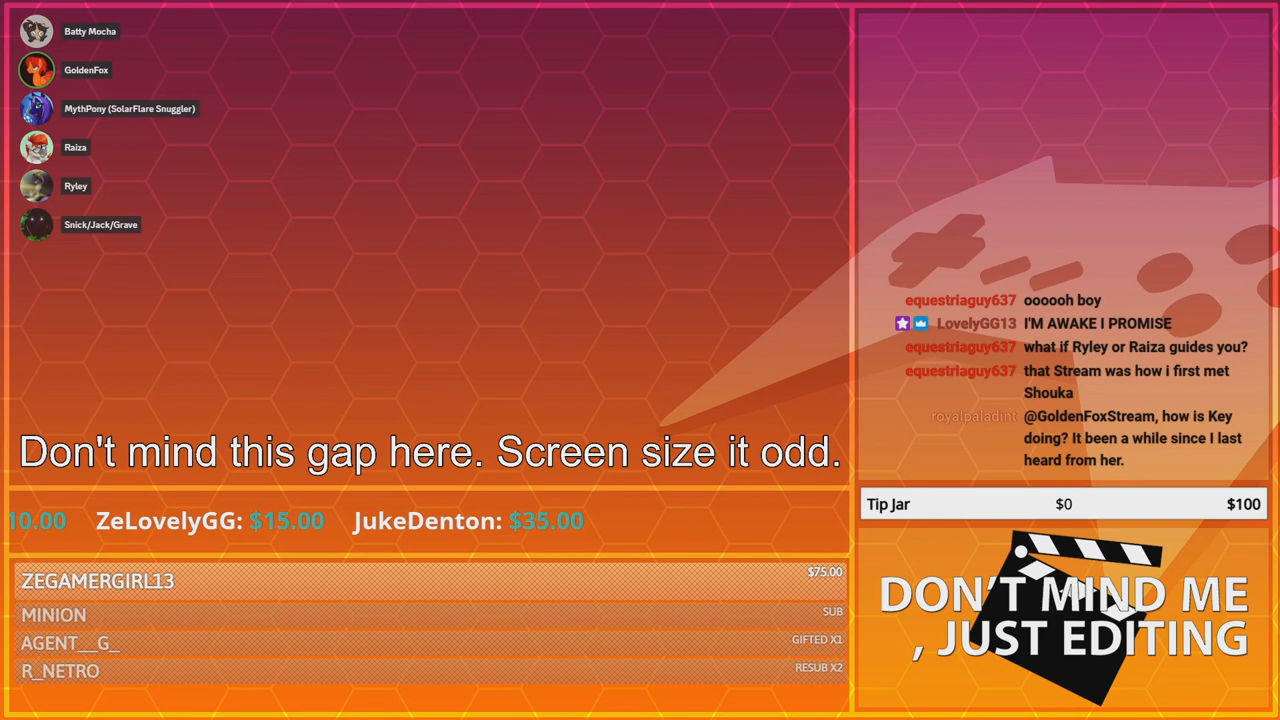 Batty Mocha
GoldenFox
MythPony (SolarFlare Snuggler)
Raiza
Ryley
Snick/Jack/Grave
Don't mind this gap here. Screen size it odd.
10.00 ZeLovelyGG: $15.00 JukeDenton: $35.00
ZEGAMERGIRL13 $75.00
MINION SUB
AGENT__G_ GIFTED X1
R_NETRO RESUB X2
equestriaguy637 oooooh boy
LovelyGG13 I'M AWAKE I PROMISE
equestriaguy637 what if Ryley or Raiza guides you?
equestriaguy637 that Stream was how i first met
Shouka
royalpaladint @GoldenFoxStream, how is Key
doing? It been a while since I last
heard from her.
Tip Jar $0 $100
DON'T MIND ME
, JUST EDITING